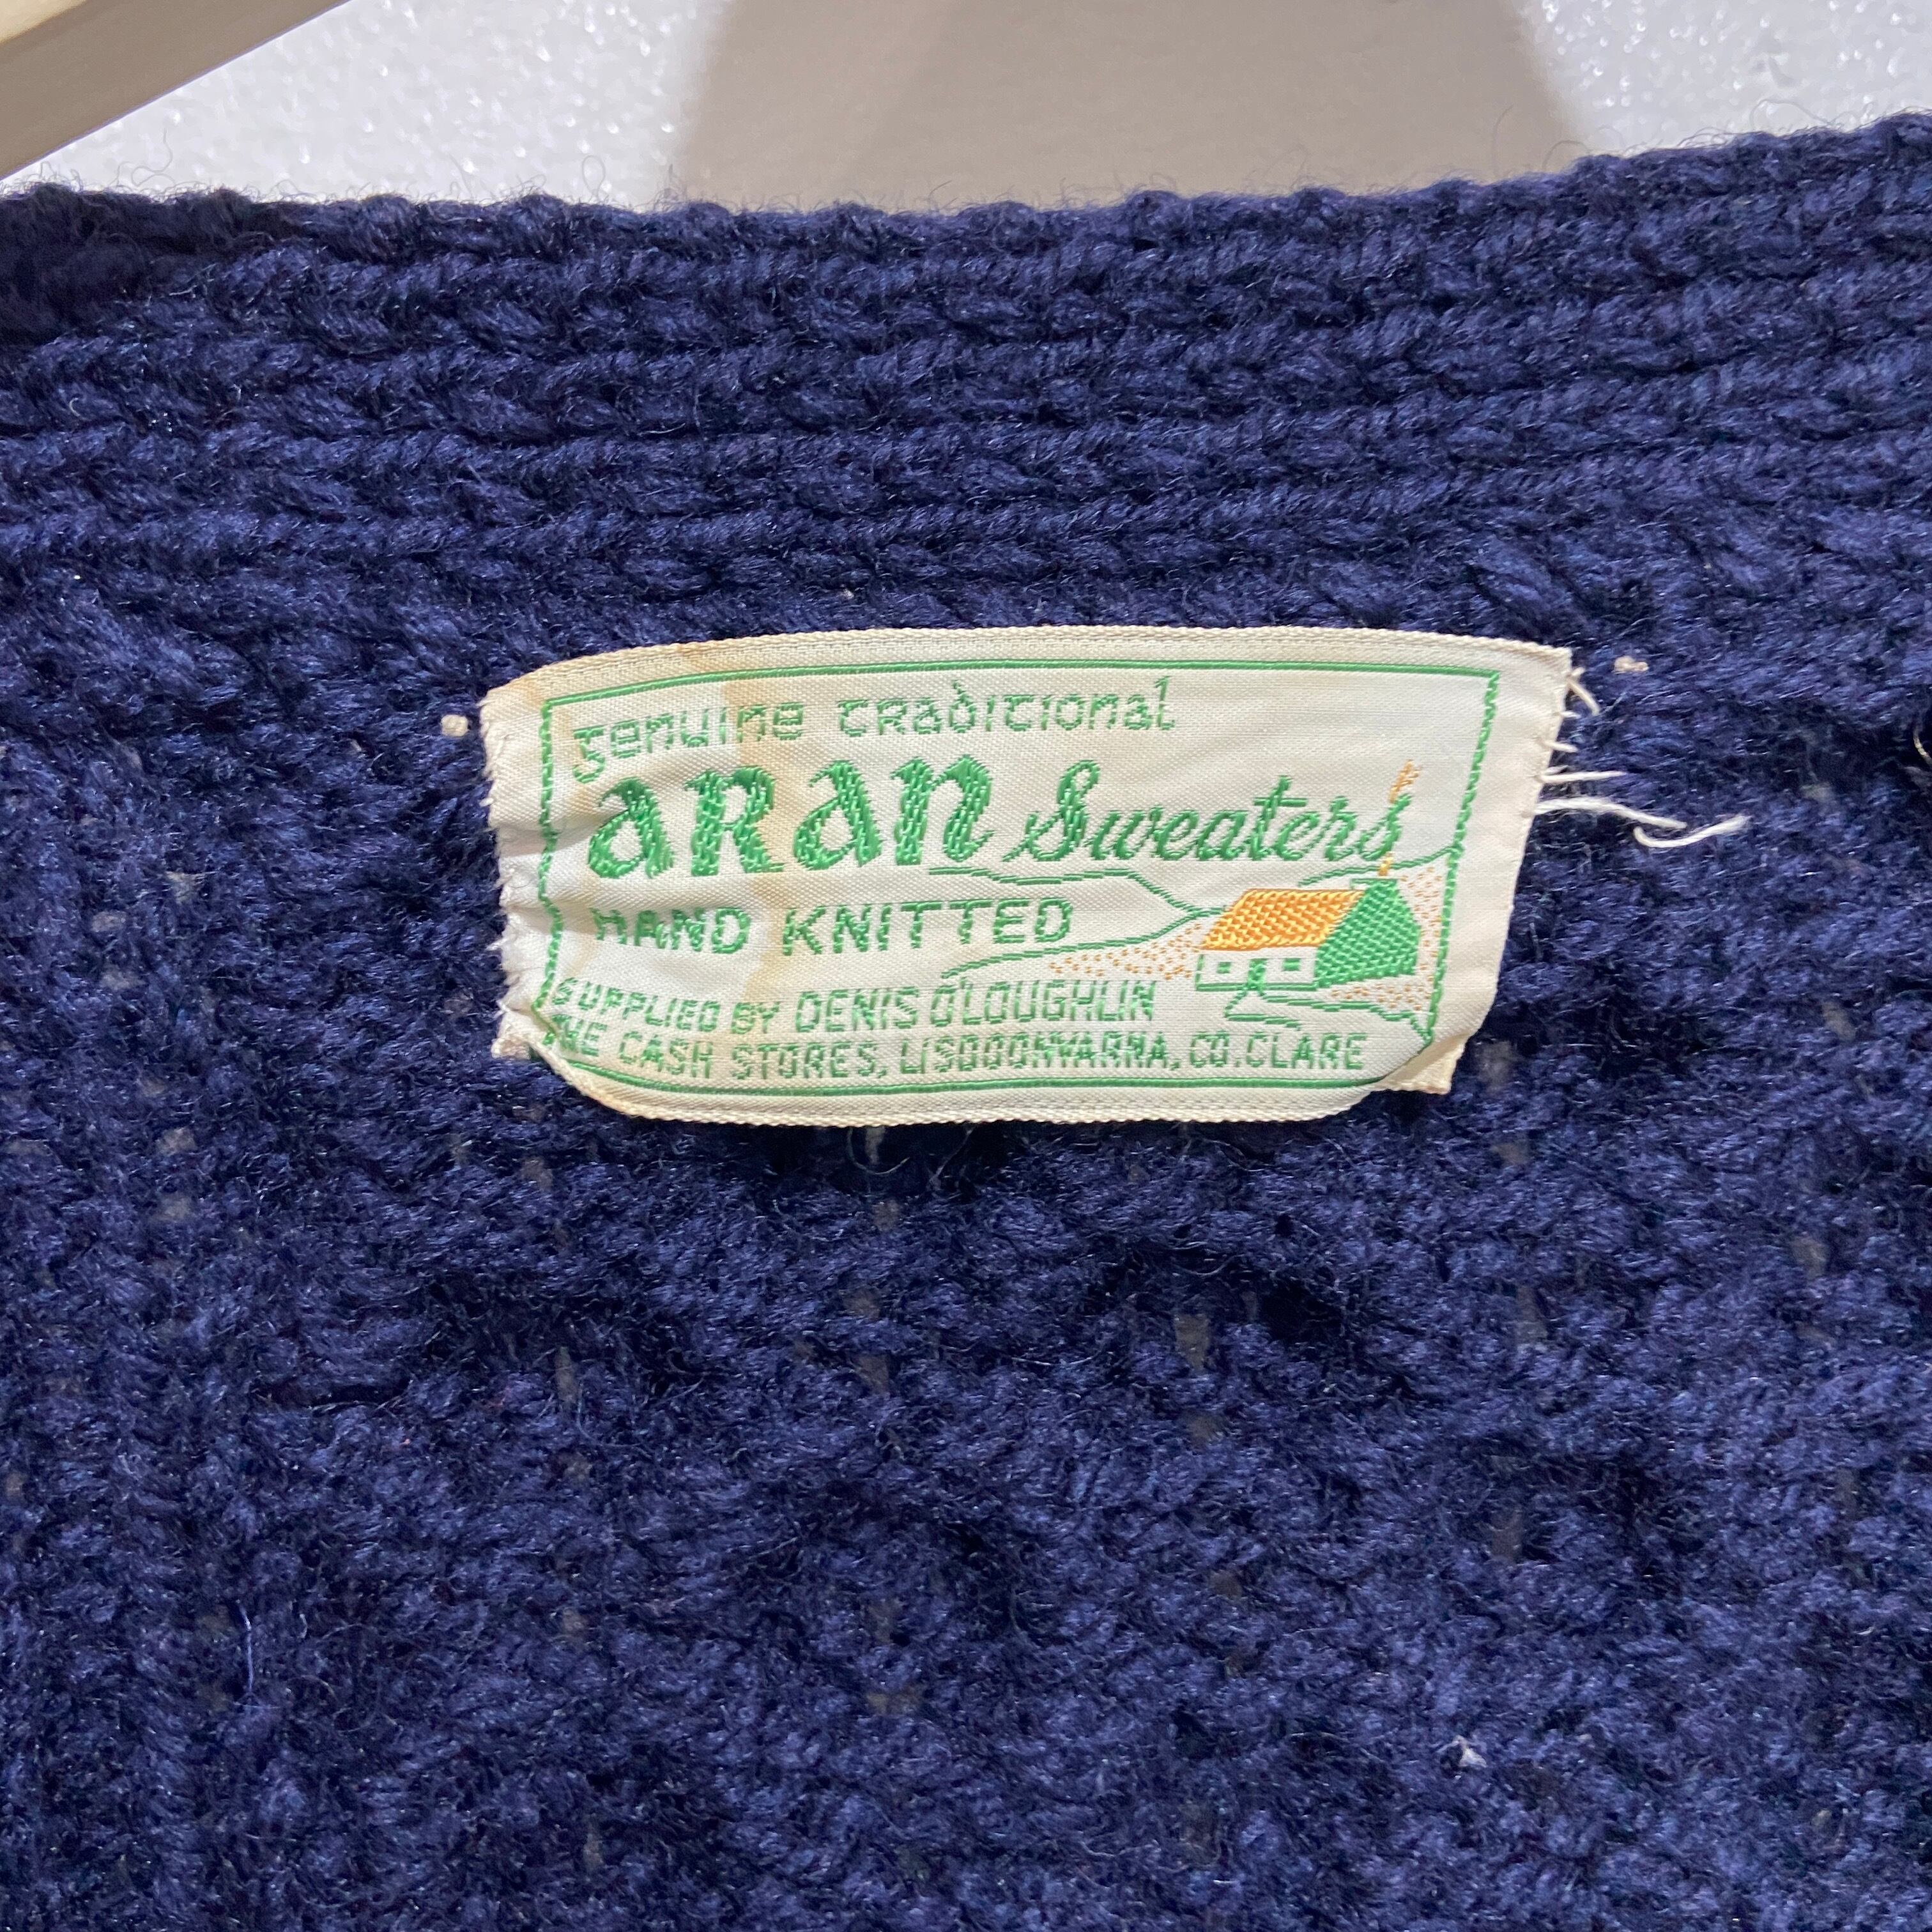 Genuine Traditional
Aran Sweaters
HAND KNITTED
SUPPLIED BY DENIS O'LOUGHLIN
THE CASH STORES, LISDOONVARNA, CO. CLARE